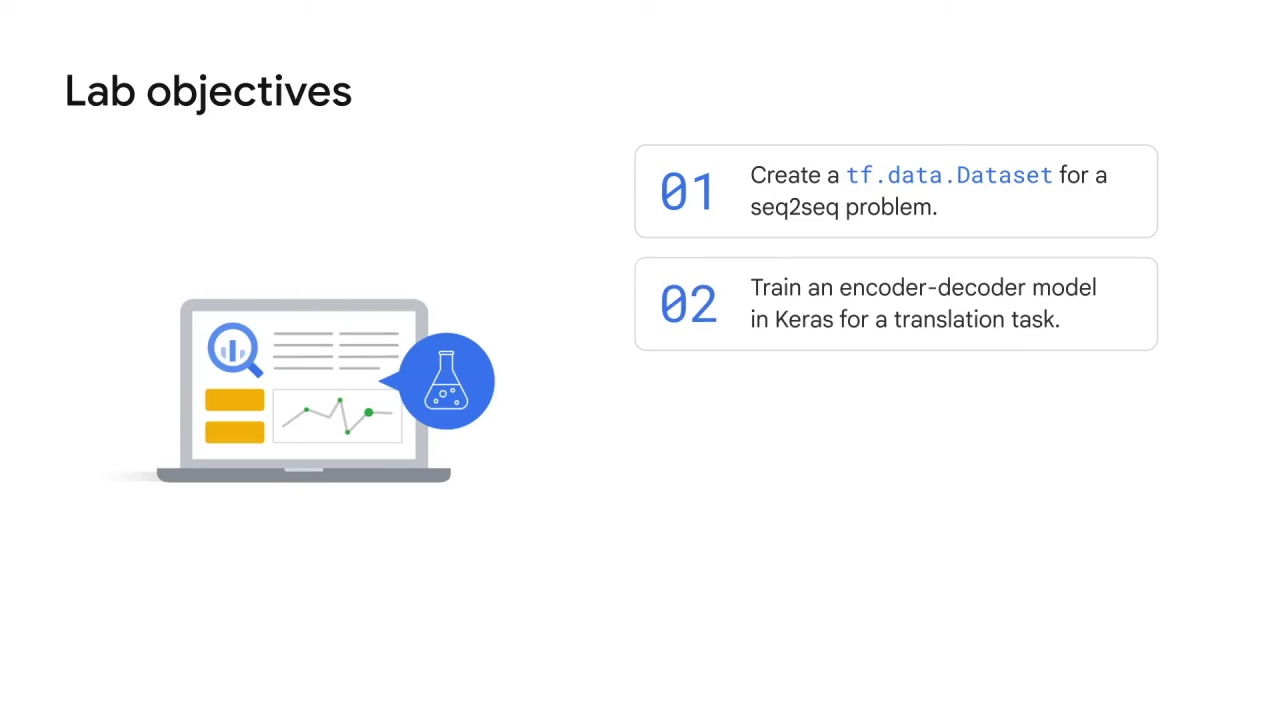 Lab objectives
01
Create a tf.data.Dataset for a
seq2seq problem.
02
Train an encoder-decoder model
in Keras for a translation task.